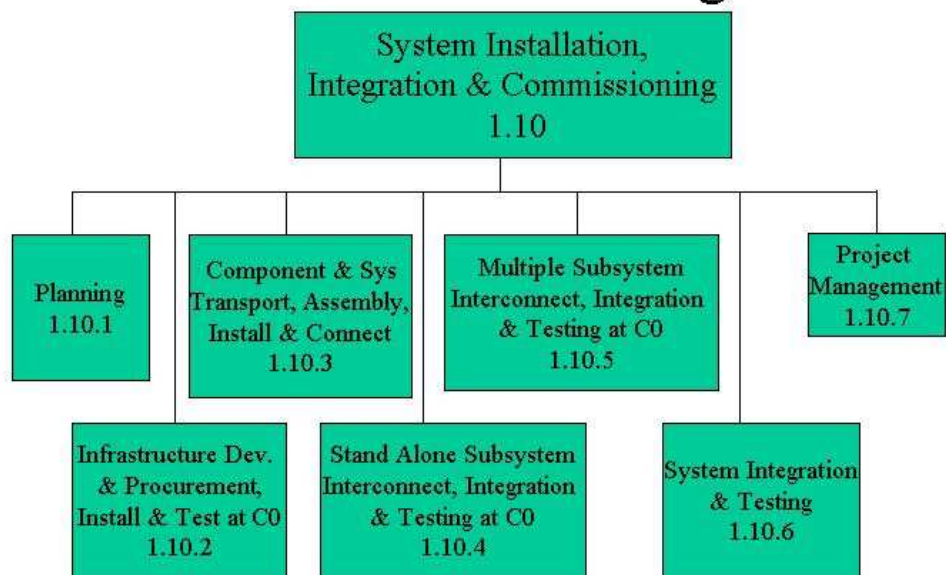 System Installation,
Integration & Commissioning
1.10
Planning
1.10.1
Component & Sys
Transport, Assembly,
Install & Connect
1.10.3
Multiple Subsystem
Interconnect, Integration
& Testing at C0
1.10.5
Project
Management
1.10.7
Infrastructure Dev.
& Procurement,
Install & Test at C0
1.10.2
Stand Alone Subsystem
Interconnect, Integration
& Testing at C0
1.10.4
System Integration
& Testing
1.10.6